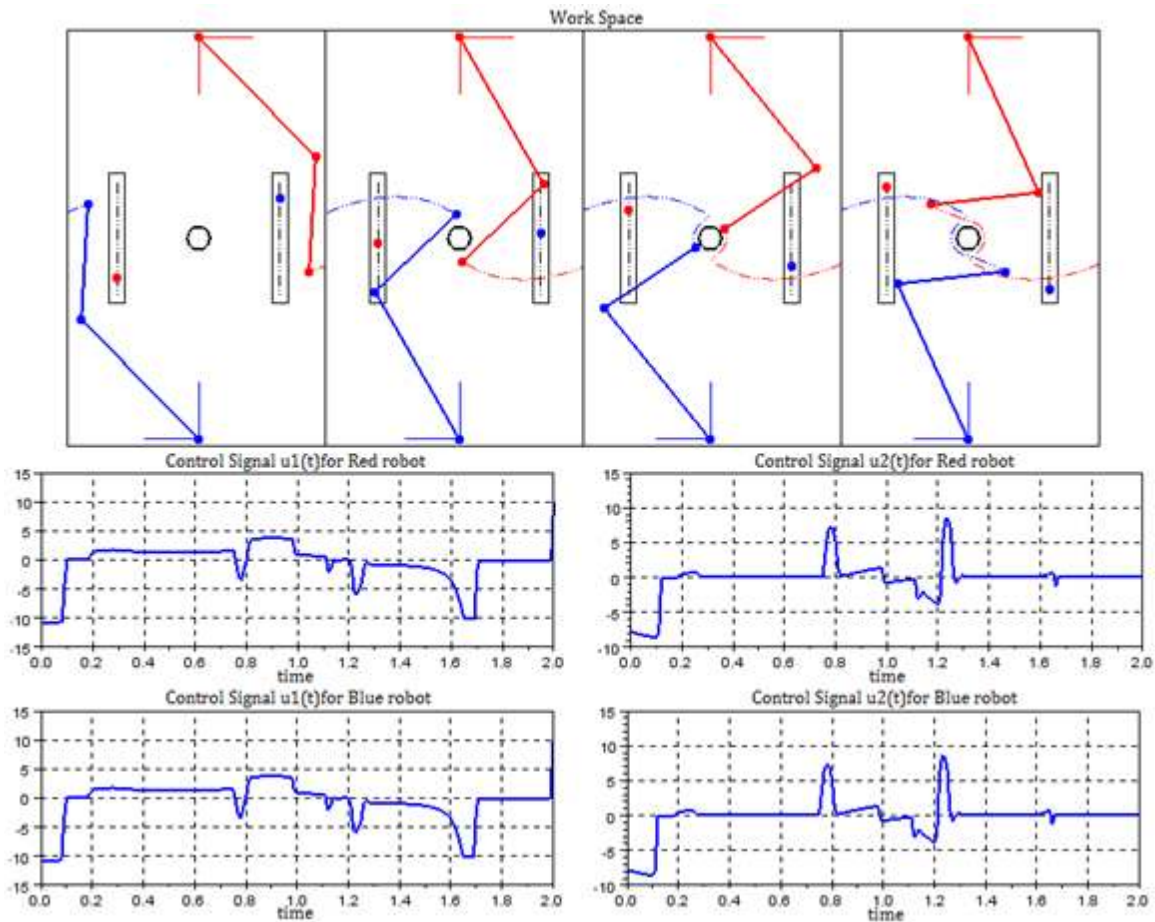 Work Space
Control Signal u1(t)for Red robot
15
10
5
0
-5
-10
-15
0.0 0.2 0.4 0.6 0.8 1.0 1.2 1.4 1.6 1.8 2.0
time
Control Signal u2(t)for Red robot
15
10
5
0
-5
-10
0.0 0.2 0.4 0.6 0.8 1.0 1.2 1.4 1.6 1.8 2.0
time
Control Signal u1(t)for Blue robot
15
10
5
0
-5
-10
-15
0.0 0.2 0.4 0.6 0.8 1.0 1.2 1.4 1.6 1.8 2.0
time
Control Signal u2(t)for Blue robot
15
10
5
0
-5
-10
0.0 0.2 0.4 0.6 0.8 1.0 1.2 1.4 1.6 1.8 2.0
time